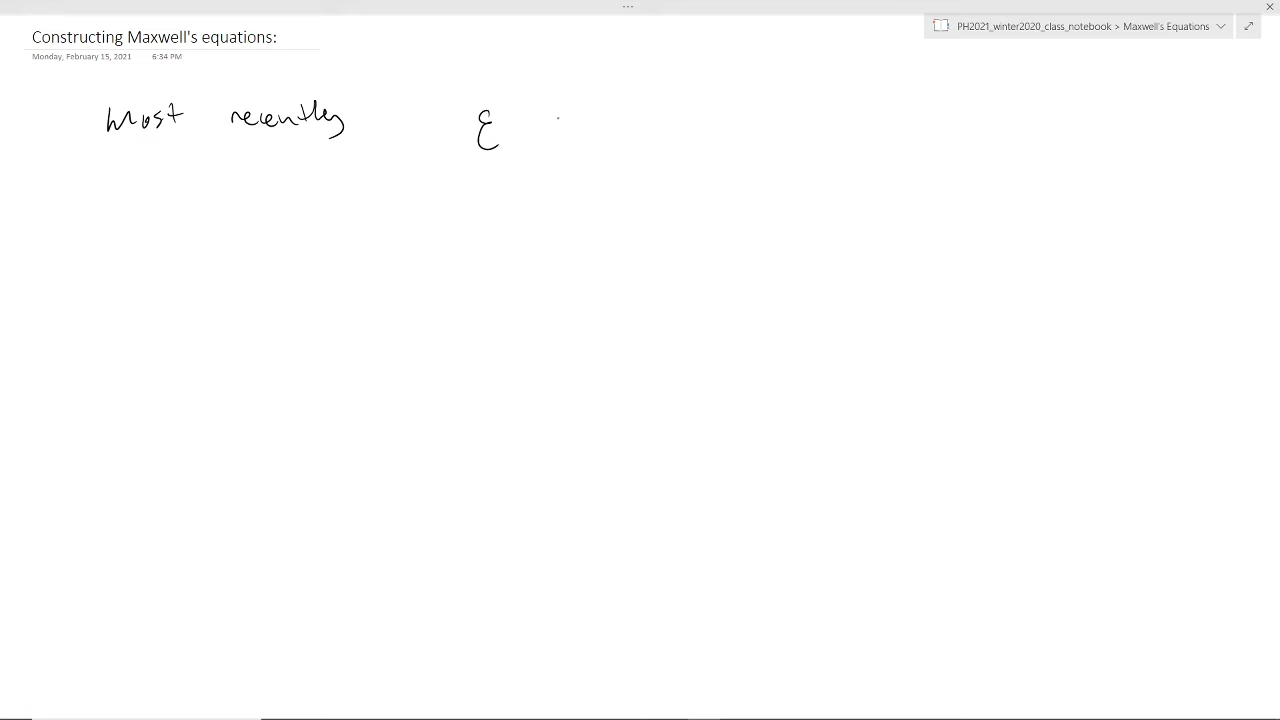 PH2021_winter2020_class_notebook > Maxwell's Equations
Constructing Maxwell's equations:
Monday, February 15, 2021 6:34 PM
Most recently ℰ